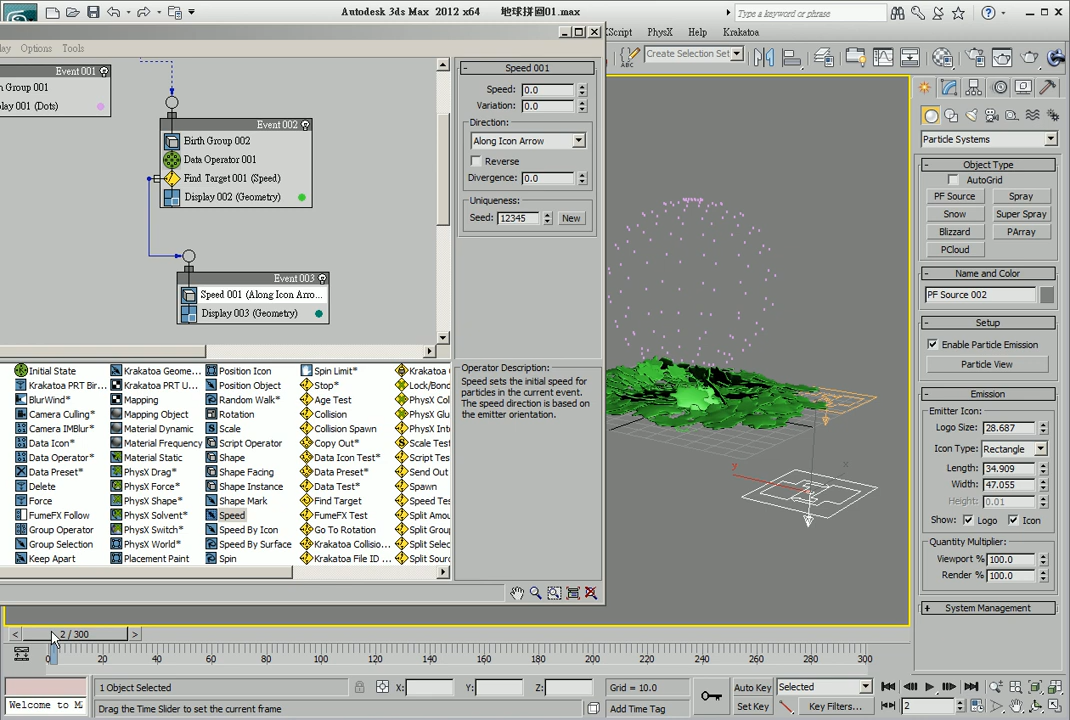 Autodesk 3ds Max  2012 x64    地球拼圖01.max
Type a keyword or phrase
lay  Options  Tools
Script  PhysX  Help  Krakatoa
Create Selection Set
Event 001
th Group 001
play 001 (Dots)
Event 002
Birth Group 002
Data Operator 001
Find Target 001 (Speed)
Display 002 (Geometry)
Event 003
Speed 001 (Along Icon Arro...
Display 003 (Geometry)
Speed 001
Speed: 0.0
Variation: 0.0
Direction:
Along Icon Arrow
Reverse
Divergence: 0.0
Uniqueness:
Seed: 12345  New
Operator Description:
Speed sets the initial speed for
particles in the current event.
The speed direction is based on
the emitter orientation.
Initial State  Krakatoa Geome...  Position Icon  Spin Limit*  Krakatoa
Krakatoa PRT Bir...  Krakatoa PRT U...  Position Object  Stop*  Lock/Bond
BlurWind*  Mapping  Random Walk*  Age Test  PhysX Col
Camera Culling*  Mapping Object  Rotation  Collision  PhysX Glu
Camera IMBlur*  Material Dynamic  Scale  Collision Spawn  PhysX Int
Data Icon*  Material Frequency  Script Operator  Copy Out*  Scale Test
Data Operator*  Material Static  Shape  Data Icon Test*  Script Tes
Data Preset*  PhysX Drag*  Shape Facing  Data Preset*  Send Out
Delete  PhysX Force*  Shape Instance  Data Test*  Spawn
Force  PhysX Shape*  Shape Mark  Find Target  Speed Tes
FumeFX Follow  PhysX Solvent*  Speed  FumeFX Test  Split Amou
Group Operator  PhysX Switch*  Speed By Icon  Go To Rotation  Split Grou
Group Selection  PhysX World*  Speed By Surface  Krakatoa Collisio...  Split Selec
Keep Apart  Placement Paint  Spin  Krakatoa File ID ...  Split Sourc
y  x
Particle Systems
Object Type
AutoGrid
PF Source  Spray
Snow  Super Spray
Blizzard  PArray
PCloud
Name and Color
PF Source 002
Setup
Enable Particle Emission
Particle View
Emission
Emitter Icon:
Logo Size: 28.687
Icon Type: Rectangle
Length: 34.909
Width: 47.055
Height: 0.01
Show: Logo  Icon
Quantity Multiplier:
Viewport % 100.0
Render % 100.0
System Management
2 / 300
0  20  40  60  80  100  120  140  160  180  200  220  240  260  280  300
1 Object Selected  X:  Y:  Z:  Grid = 10.0  Auto Key  Selected
Welcome to MA  Drag the Time Slider to set the current frame  Add Time Tag  Set Key  Key Filters...  2